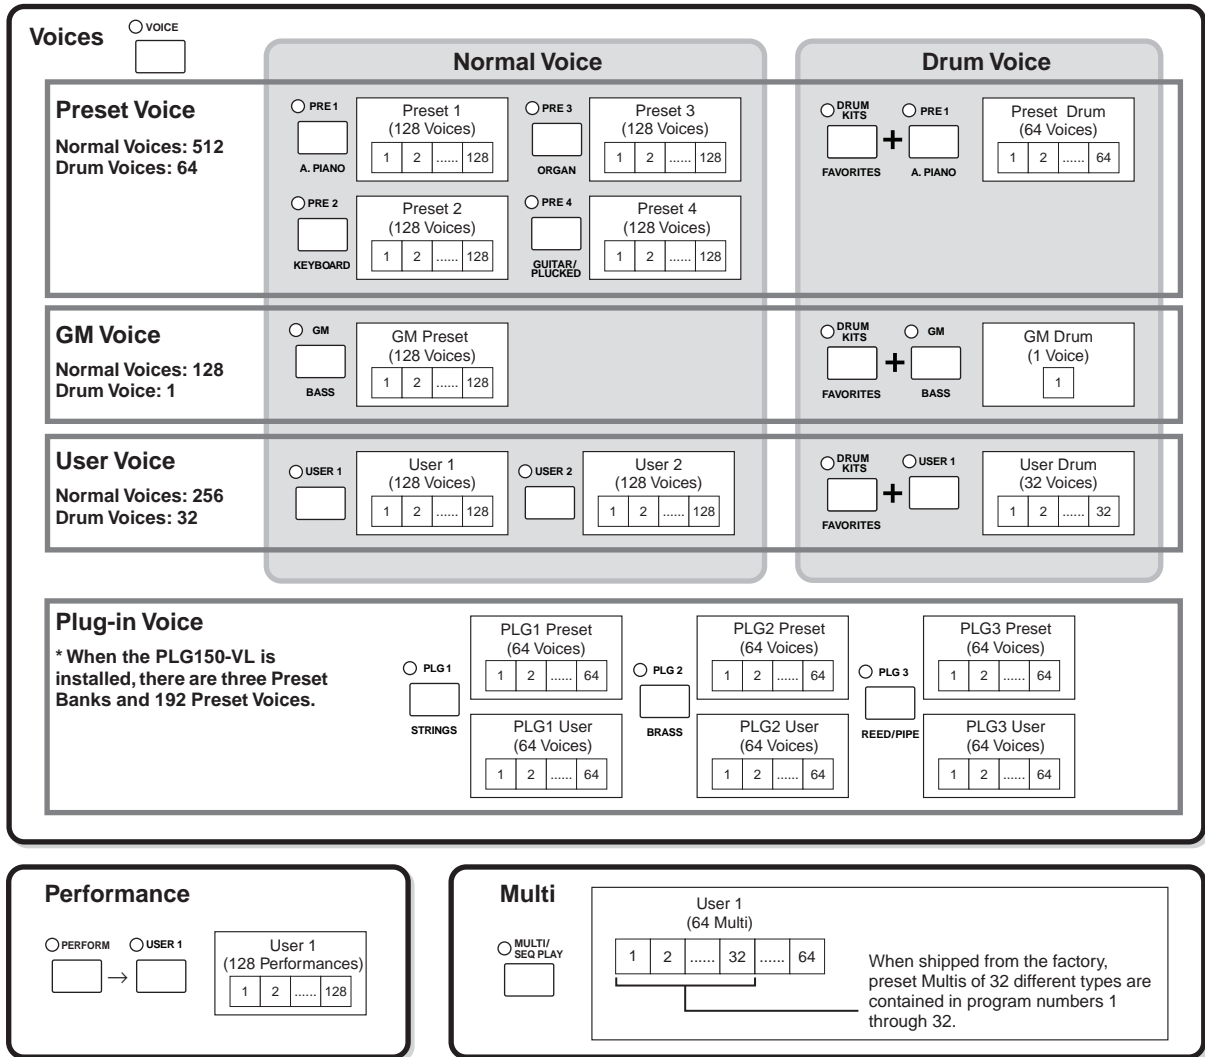 Voices
VOICE
Normal Voice
Drum Voice
Preset Voice
Normal Voices: 512
Drum Voices: 64
PRE 1
A. PIANO
Preset 1
(128 Voices)
1 2 ...... 128
PRE 3
ORGAN
Preset 3
(128 Voices)
1 2 ...... 128
PRE 2
KEYBOARD
Preset 2
(128 Voices)
1 2 ...... 128
PRE 4
GUITAR/
PLUCKED
Preset 4
(128 Voices)
1 2 ...... 128
DRUM
KITS
FAVORITES
+
PRE 1
A. PIANO
Preset Drum
(64 Voices)
1 2 ...... 64
GM Voice
Normal Voices: 128
Drum Voice: 1
GM
BASS
GM Preset
(128 Voices)
1 2 ...... 128
DRUM
KITS
FAVORITES
+
GM
BASS
GM Drum
(1 Voice)
1
User Voice
Normal Voices: 256
Drum Voices: 32
USER 1
User 1
(128 Voices)
1 2 ...... 128
USER 2
User 2
(128 Voices)
1 2 ...... 128
DRUM
KITS
FAVORITES
+
USER 1
User Drum
(32 Voices)
1 2 ...... 32
Plug-in Voice
* When the PLG150-VL is
installed, there are three Preset
Banks and 192 Preset Voices.
PLG 1
STRINGS
PLG1 Preset
(64 Voices)
1 2 ...... 64
PLG1 User
(64 Voices)
1 2 ...... 64
PLG 2
BRASS
PLG2 Preset
(64 Voices)
1 2 ...... 64
PLG2 User
(64 Voices)
1 2 ...... 64
PLG 3
REED/PIPE
PLG3 Preset
(64 Voices)
1 2 ...... 64
PLG3 User
(64 Voices)
1 2 ...... 64
Performance
PERFORM
→
USER 1
User 1
(128 Performances)
1 2 ...... 128
Multi
MULTI/
SEQ PLAY
User 1
(64 Multi)
1 2 ...... 32 ...... 64
When shipped from the factory,
preset Multis of 32 different types are
contained in program numbers 1
through 32.